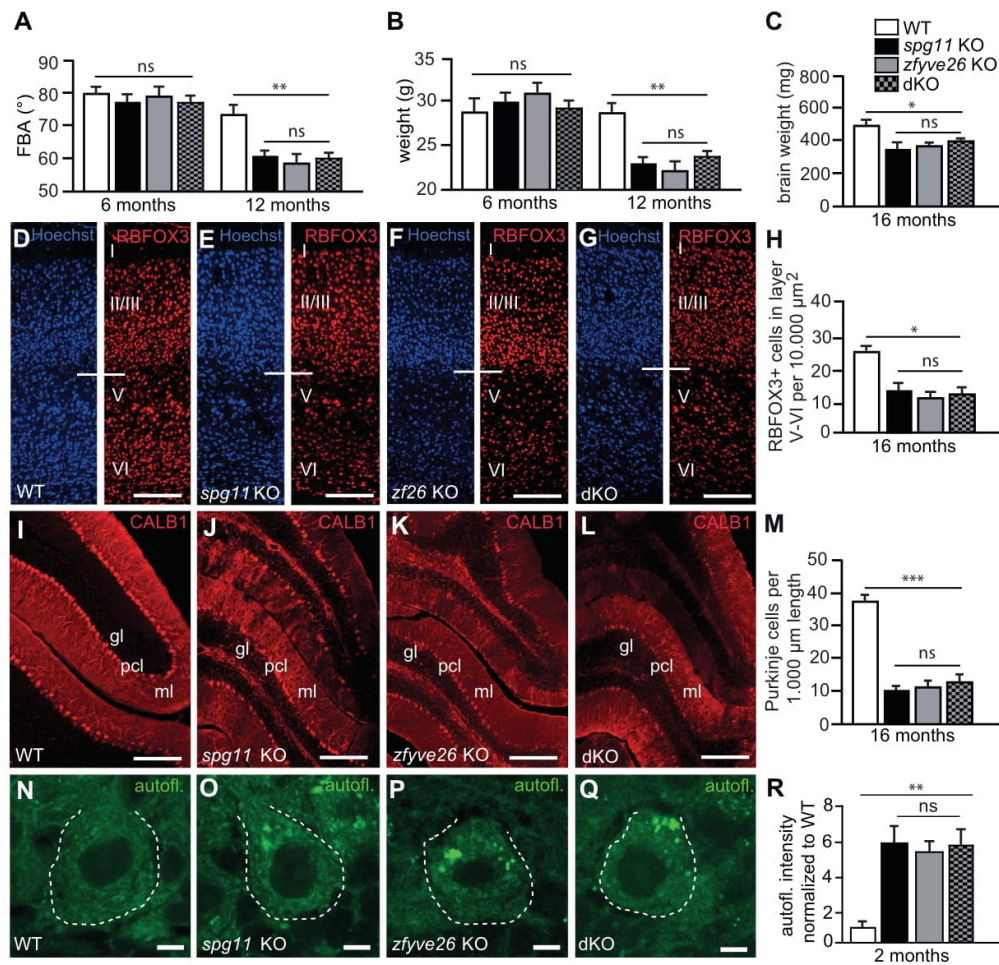 A
FBA (°)
90
80
70
60
50
ns
**
ns
6 months
12 months
B
weight (g)
35
30
25
20
ns
**
ns
6 months
12 months
C
WT
spg11 KO
zfyve26 KO
dKO
brain weight (mg)
800
600
400
200
0
*
ns
16 months
D
Hoechst
RBFOX3
I
II/III
V
VI
WT
E
Hoechst
RBFOX3
I
II/III
V
VI
spg11 KO
F
Hoechst
RBFOX3
I
II/III
V
VI
zf26 KO
G
Hoechst
RBFOX3
I
II/III
V
VI
dKO
H
RBFOX3+ cells in layer
V-VI per 10.000 µm²
30
20
10
0
*
ns
16 months
I
CALB1
gl
pcl
ml
WT
J
CALB1
gl
pcl
ml
spg11 KO
K
CALB1
gl
pcl
ml
zfyve26 KO
L
CALB1
gl
pcl
ml
dKO
M
Purkinje cells per
1.000 µm length
50
40
30
20
10
0
***
ns
16 months
N
autofl.
WT
O
autofl.
spg11 KO
P
autofl.
zfyve26 KO
Q
autofl.
dKO
R
autofl. intensity
normalized to WT
8
6
4
2
0
**
ns
2 months